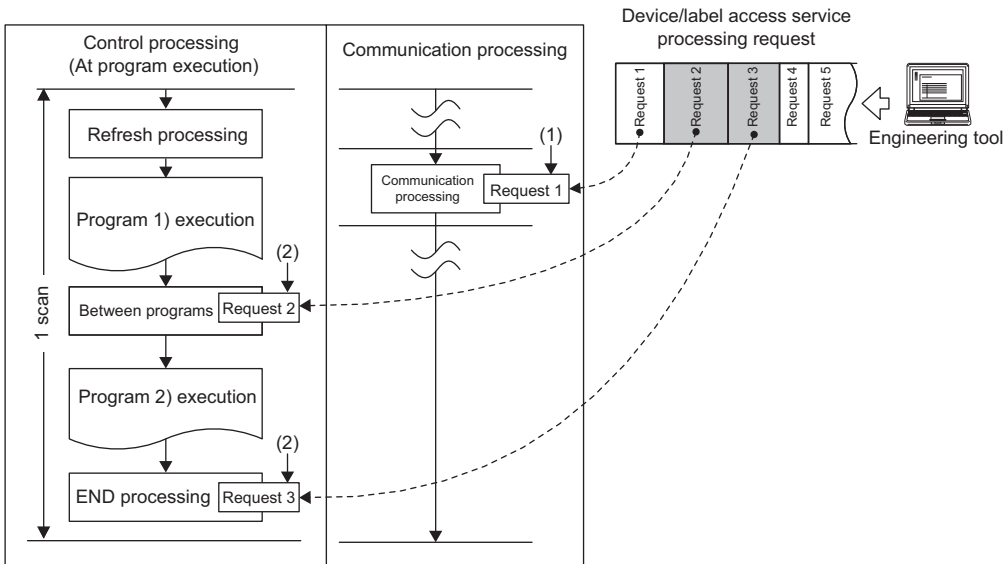 Device/label access service
processing request
Control processing
(At program execution)
Communication processing
Request 1
Request 2
Request 3
Request 4
Request 5
Engineering tool
1 scan
Refresh processing
Program 1) execution
(1)
Communication
processing
Request 1
(2)
Between programs
Request 2
Program 2) execution
(2)
END processing
Request 3